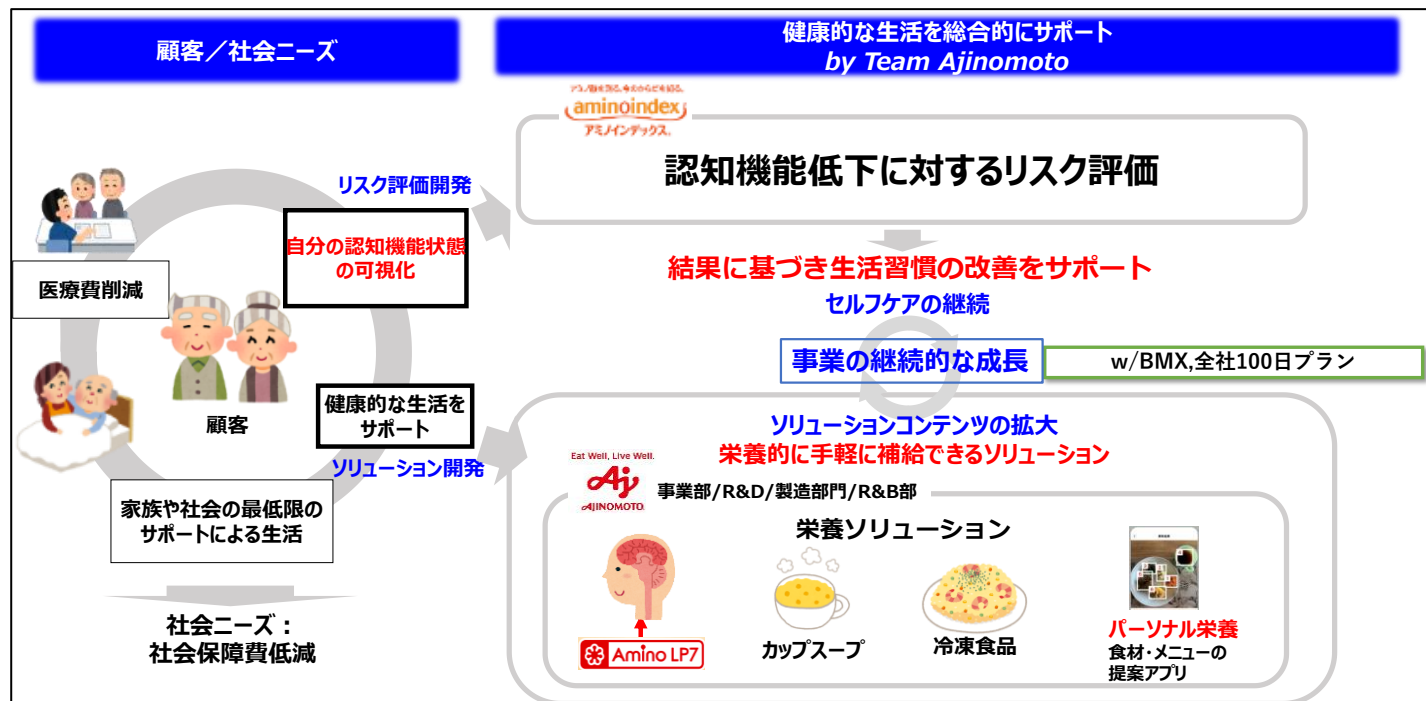 顧客／社会ニーズ
健康的な生活を総合的にサポート
by Team Ajinomoto
aminoindex
アミノインデックス®
認知機能低下に対するリスク評価
リスク評価開発
自分の認知機能状態
の可視化
医療費削減
顧客
健康的な生活を
サポート
ソリューション開発
家族や社会の最低限の
サポートによる生活
社会ニーズ：
社会保障費低減
結果に基づき生活習慣の改善をサポート
セルフケアの継続
事業の継続的な成長
w/BMX,全社100日プラン
ソリューションコンテンツの拡大
栄養的に手軽に補給できるソリューション
Eat Well, Live Well.
Aj
AJINOMOTO
事業部/R&D/製造部門/R&B部
栄養ソリューション
Amino LP7
カップスープ
冷凍食品
パーソナル栄養
食材・メニューの
提案アプリ